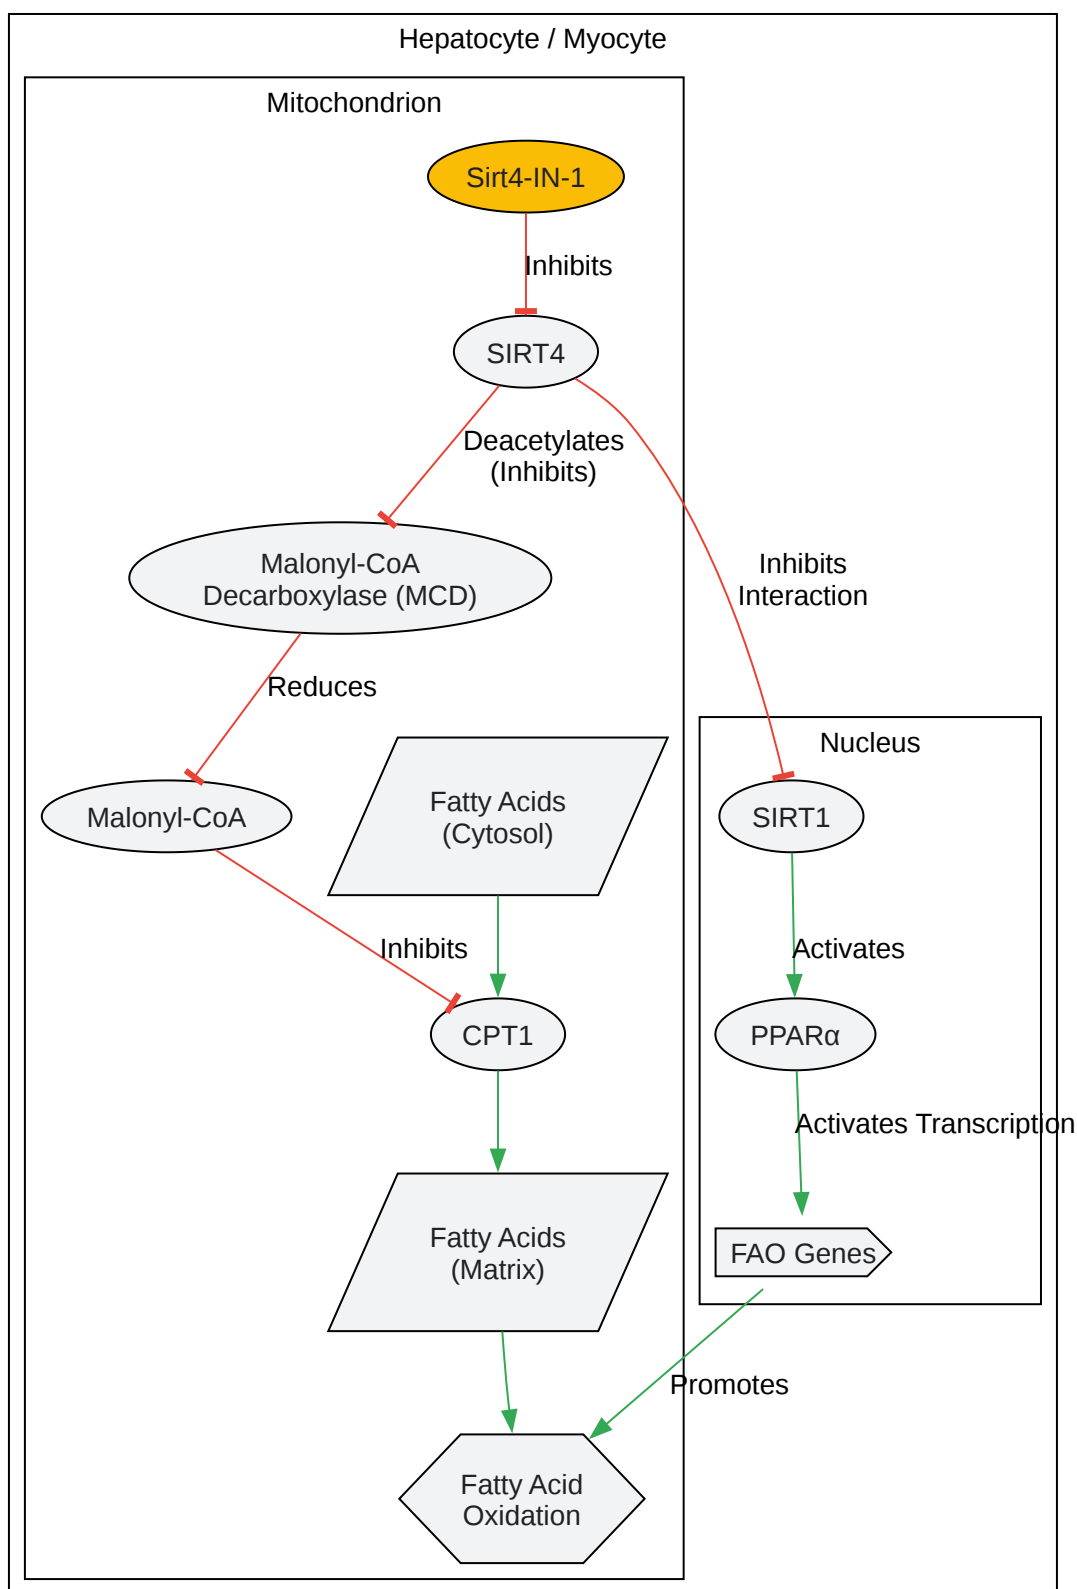 Hepatocyte / Myocyte
Mitochondrion
Sirt4-IN-1
Inhibits
SIRT4
Deacetylates
(Inhibits)
Inhibits
Interaction
Malonyl-CoA
Decarboxylase (MCD)
Reduces
Nucleus
Malonyl-CoA
Fatty Acids
(Cytosol)
SIRT1
Inhibits
Activates
CPT1
PPARα
Activates Transcription
Fatty Acids
(Matrix)
FAO Genes
Promotes
Fatty Acid
Oxidation